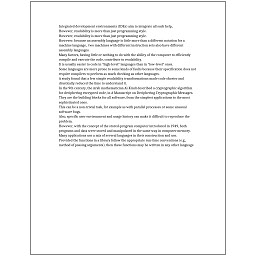 Integrated development environments (IDEs) aim to integrate all such help.
However, readability is more than just programming style.
However, readability is more than just programming style.
However, because an assembly language is little more than a different notation for a
machine language, two machines with different instruction sets also have different
assembly languages.
Many factors, having little or nothing to do with the ability of the computer to efficiently
compile and execute the code, contribute to readability.
It is usually easier to code in "high-level" languages than in "low-level" ones.
Some languages are more prone to some kinds of faults because their specification does not
require compilers to perform as much checking as other languages.
A study found that a few simple readability transformations made code shorter and
drastically reduced the time to understand it.
In the 9th century, the Arab mathematician Al-Kindi described a cryptographic algorithm
for deciphering encrypted code, in A Manuscript on Deciphering Cryptographic Messages.
They are the building blocks for all software, from the simplest applications to the most
sophisticated ones.
This can be a non-trivial task, for example as with parallel processes or some unusual
software bugs.
Also, specific user environment and usage history can make it difficult to reproduce the
problem.
However, with the concept of the stored-program computer introduced in 1949, both
programs and data were stored and manipulated in the same way in computer memory.
Many applications use a mix of several languages in their construction and use.
Provided the functions in a library follow the appropriate run-time conventions (e.g.,
method of passing arguments), then these functions may be written in any other language.